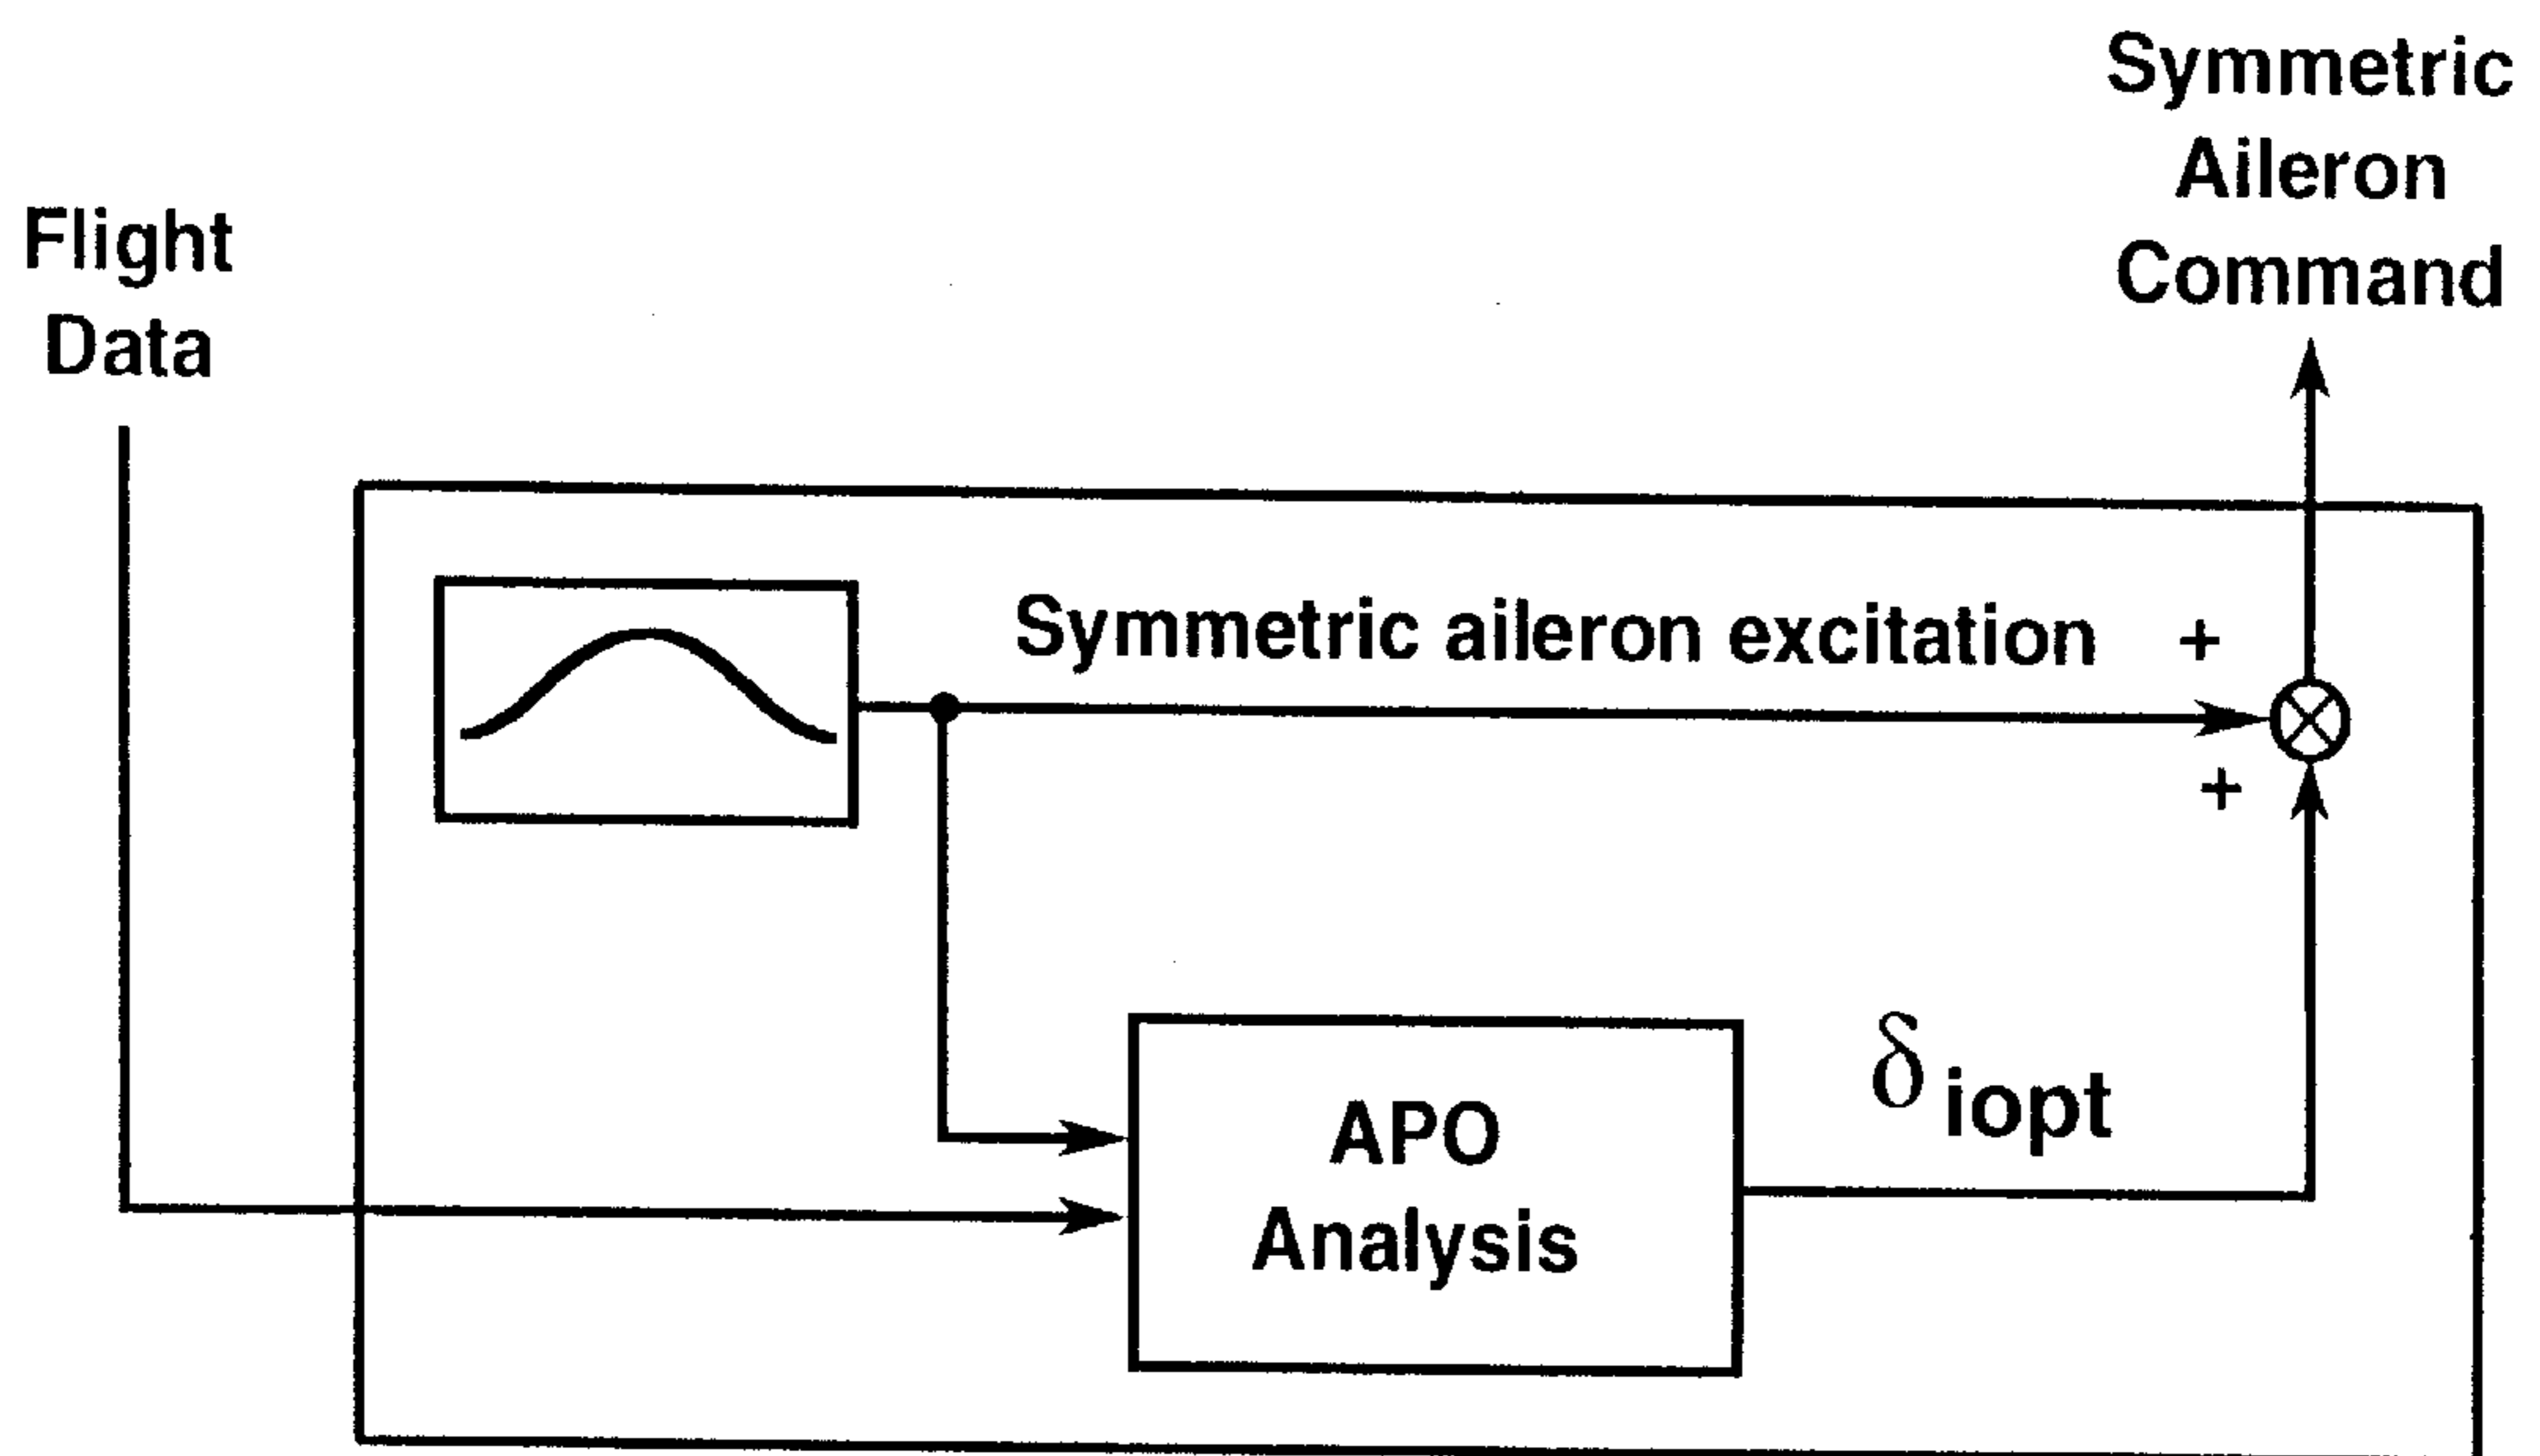 Symmetric
Aileron
Command
Flight
Data
Symmetric aileron excitation +
+
APO
Analysis
δ iopt